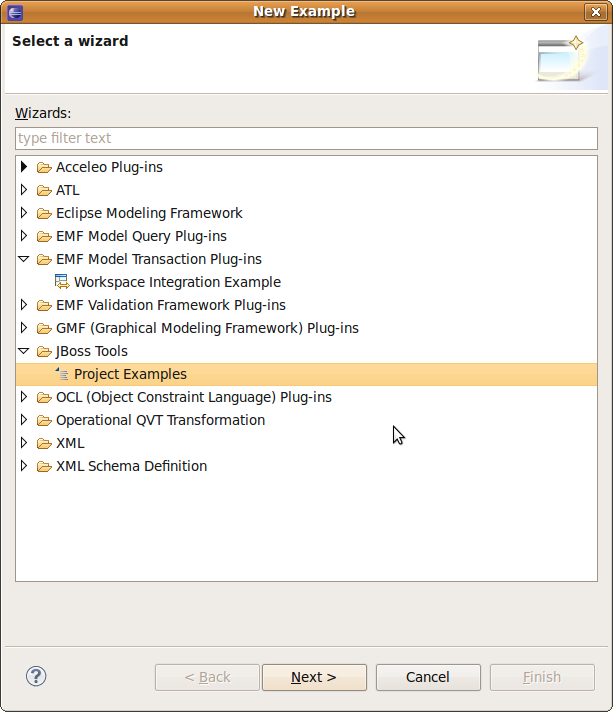 New Example
Select a wizard
Wizards:
type filter text
Acceleo Plug-ins
ATL
Eclipse Modeling Framework
EMF Model Query Plug-ins
EMF Model Transaction Plug-ins
Workspace Integration Example
EMF Validation Framework Plug-ins
GMF (Graphical Modeling Framework) Plug-ins
JBoss Tools
Project Examples
OCL (Object Constraint Language) Plug-ins
Operational QVT Transformation
XML
XML Schema Definition
? < Back Next > Cancel Finish